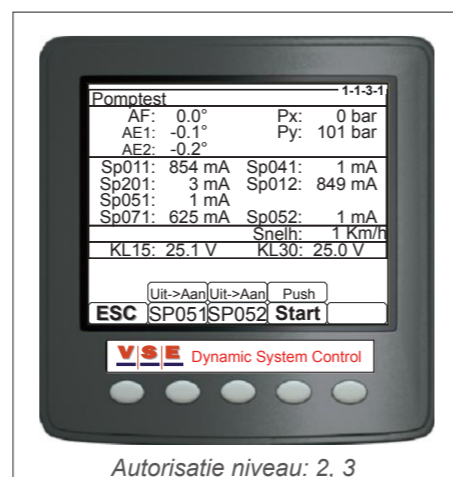 1-1-3-1
Pomptest
AF: 0.0° Px: 0 bar
AE1: -0.1° Py: 101 bar
AE2: -0.2°
Sp011: 854 mA Sp041: 1 mA
Sp201: 3 mA Sp012: 849 mA
Sp051: 1 mA
Sp071: 625 mA Sp052: 1 mA
Snelh: 1 Km/h
KL15: 25.1 V KL30: 25.0 V
Uit->Aan Uit->Aan Push
ESC SP051 SP052 Start
VSE Dynamic System Control
Autorisatie niveau: 2, 3